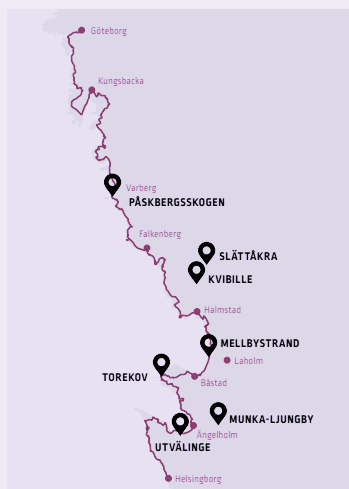 Göteborg
Kungsbacka
Varberg
PÅSKBERGSSKOGEN
Falkenberg
SLÄTTÅKRA
KVIBILLE
Halmstad
MELLBYSTRAND
Laholm
TOREKOV
Båstad
MUNKA-LJUNGBY
Ängelholm
UTVÄLINGE
Helsingborg